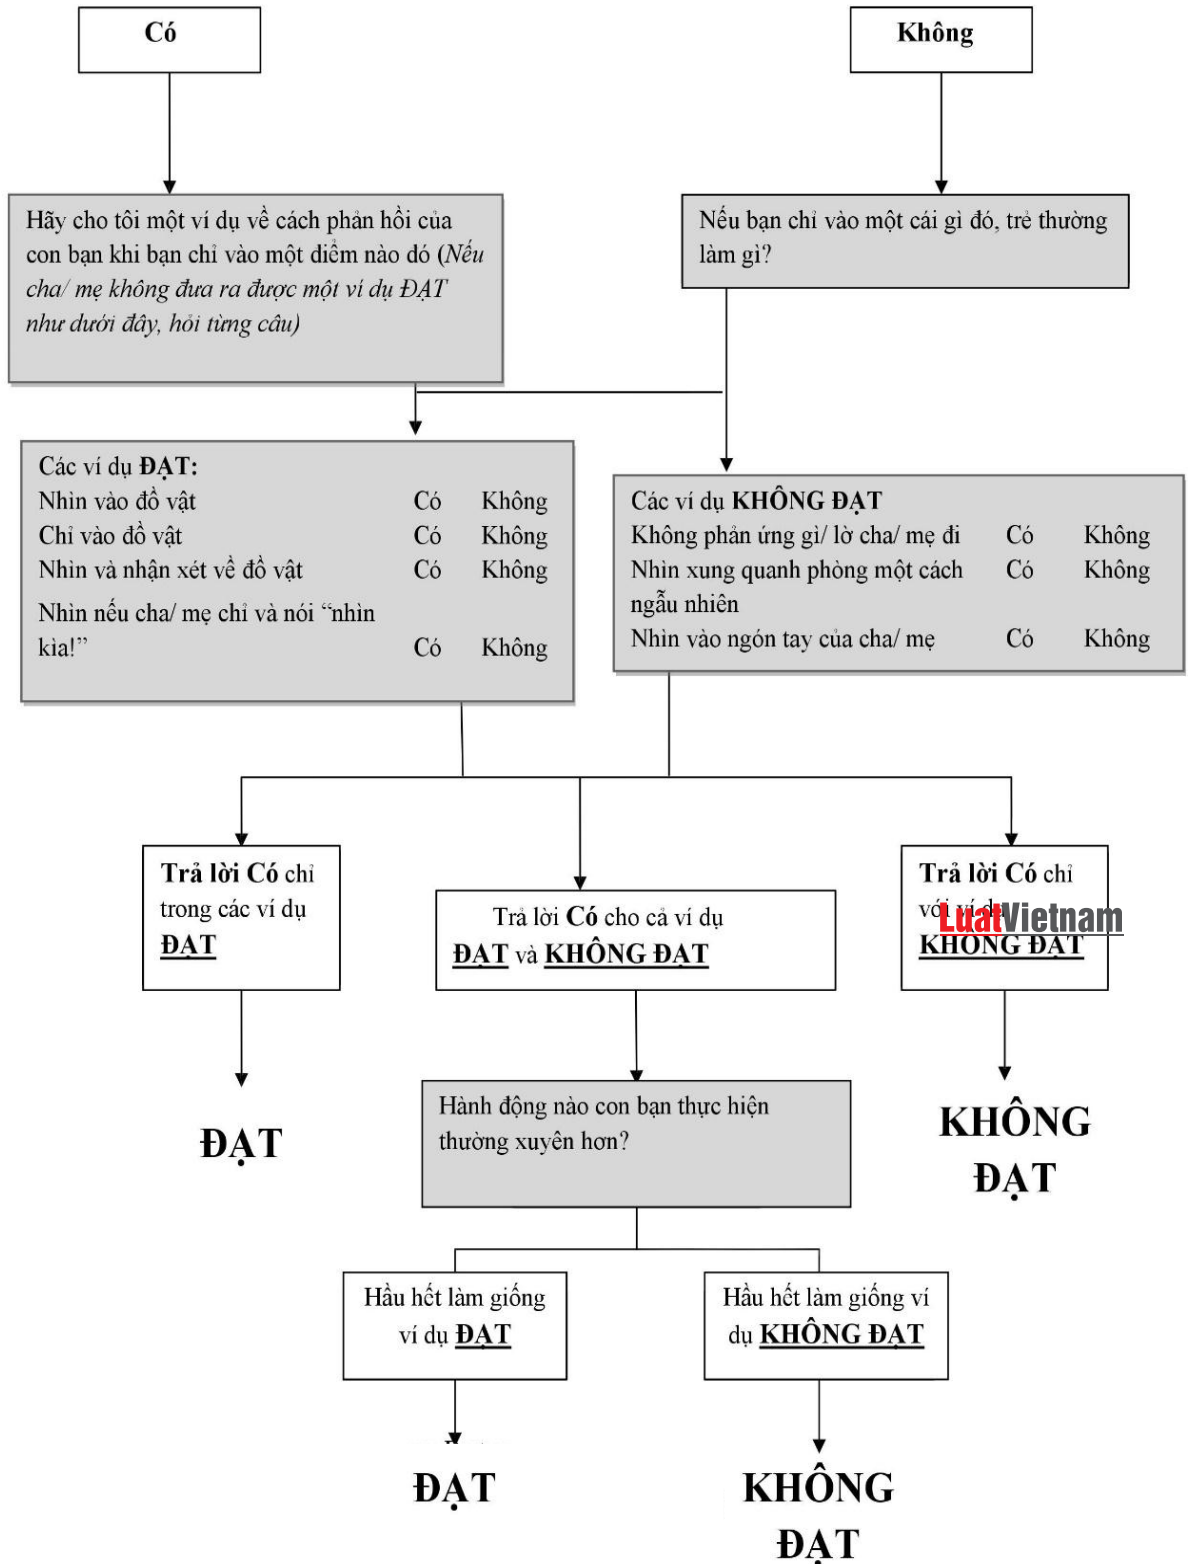 Có
Không
Hãy cho tôi một ví dụ về cách phản hồi của
con bạn khi bạn chỉ vào một điểm nào đó (Nếu
cha/ mẹ không đưa ra được một ví dụ ĐẠT
như dưới đây, hỏi từng câu)
Nếu bạn chỉ vào một cái gì đó, trẻ thường
làm gì?
Các ví dụ ĐẠT:
Nhìn vào đồ vật Có Không
Chỉ vào đồ vật Có Không
Nhìn và nhận xét về đồ vật Có Không
Nhìn nếu cha/ mẹ chỉ và nói “nhìn
kìa!” Có Không
Các ví dụ KHÔNG ĐẠT
Không phản ứng gì/ lờ cha/ mẹ đi Có Không
Nhìn xung quanh phòng một cách Có Không
ngẫu nhiên
Nhìn vào ngón tay của cha/ mẹ Có Không
Trả lời Có chỉ
trong các ví dụ
ĐẠT
Trả lời Có cho cả ví dụ
ĐẠT và KHÔNG ĐẠT
Trả lời Có chỉ
với ví dụ
KHÔNG ĐẠT
LuatVietnam
ĐẠT
Hành động nào con bạn thực hiện
thường xuyên hơn?
KHÔNG
ĐẠT
Hầu hết làm giống
ví dụ ĐẠT
Hầu hết làm giống ví
dụ KHÔNG ĐẠT
ĐẠT
KHÔNG
ĐẠT